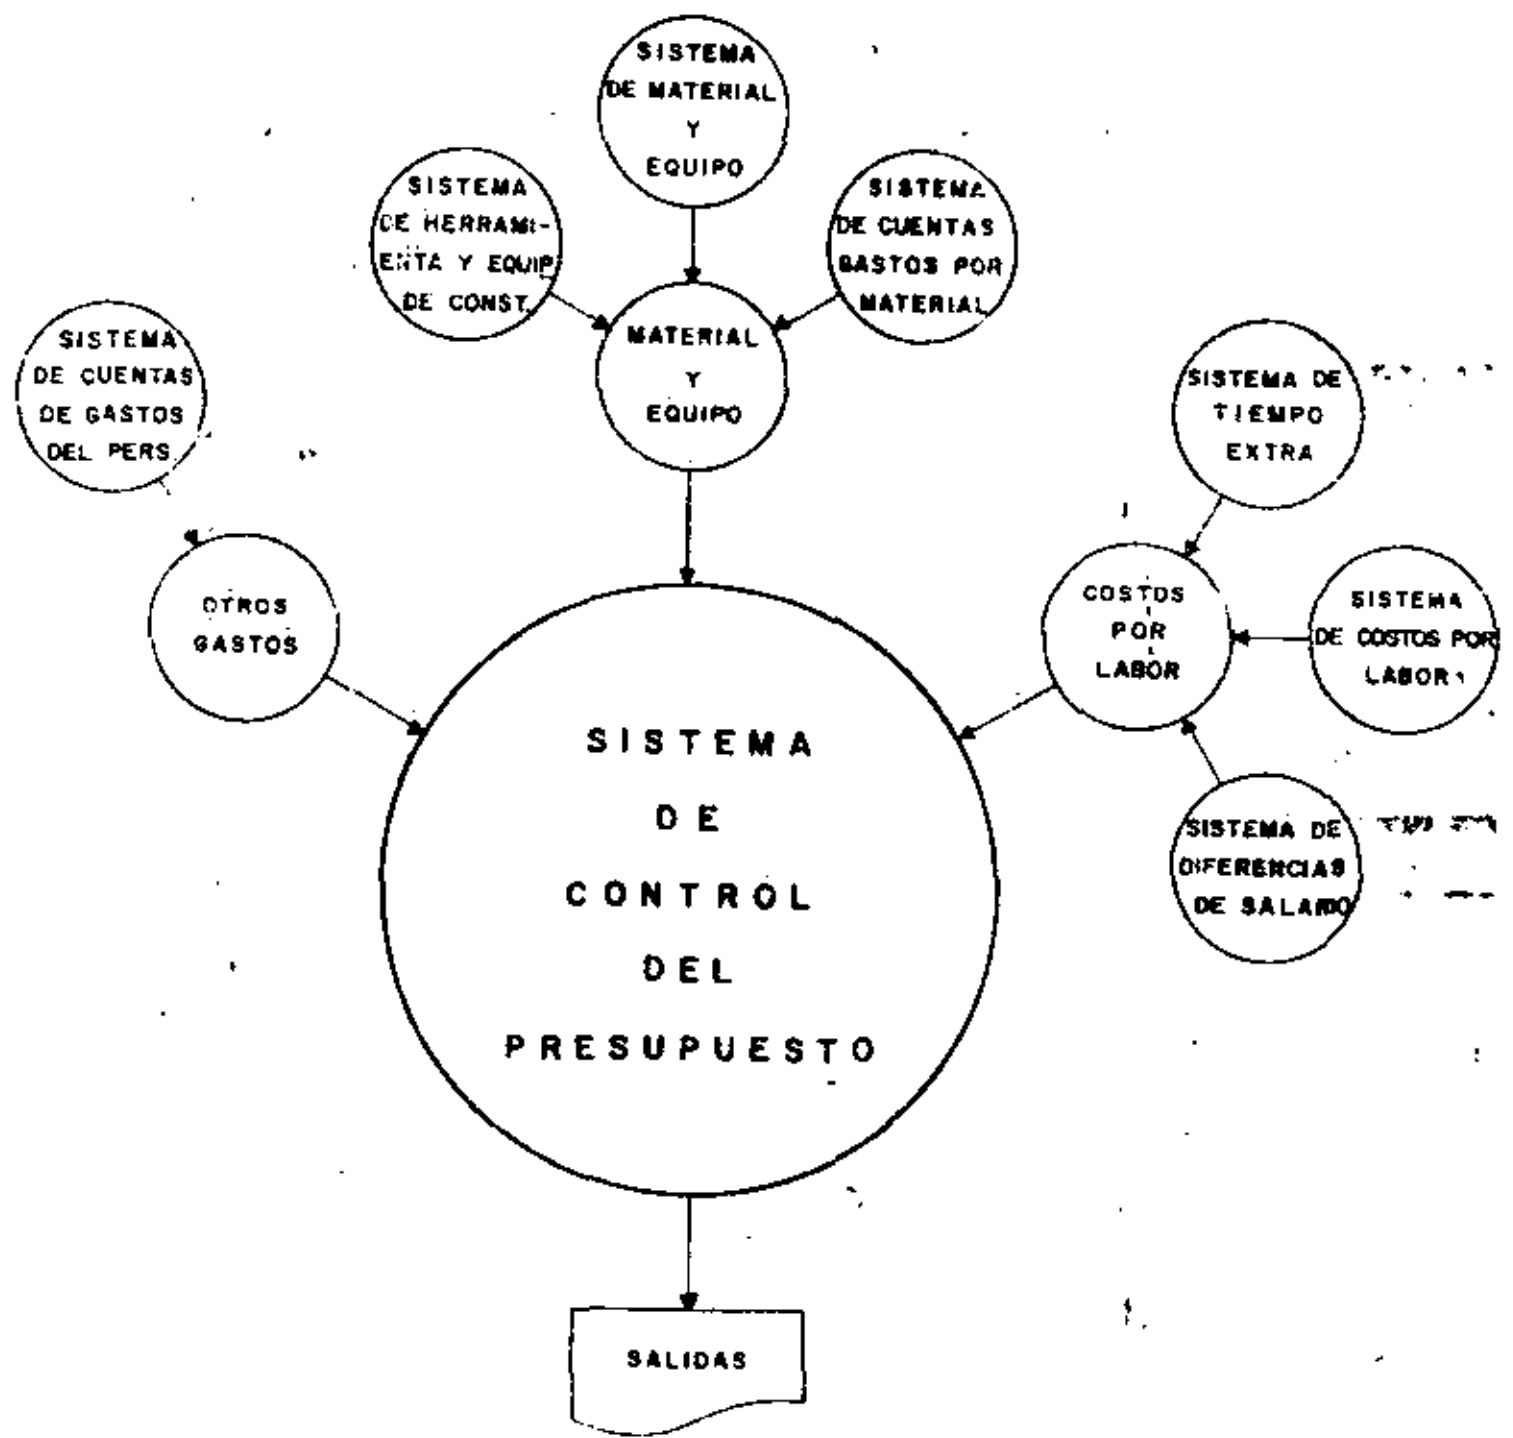 SISTEMA
DE MATERIAL
Y
EQUIPO
SISTEMA
DE HERRAMI-
ENTA Y EQUIP
DE CONST.
SISTEMA
DE CUENTAS
GASTOS POR
MATERIAL
MATERIAL
Y
EQUIPO
SISTEMA
DE CUENTAS
DE GASTOS
DEL PERS.
SISTEMA DE
TIEMPO
EXTRA
OTROS
GASTOS
COSTOS
POR
LABOR
SISTEMA
DE COSTOS POR
LABOR
SISTEMA DE
DIFERENCIAS
DE SALARIO
SISTEMA
DE
CONTROL
DEL
PRESUPUESTO
SALIDAS